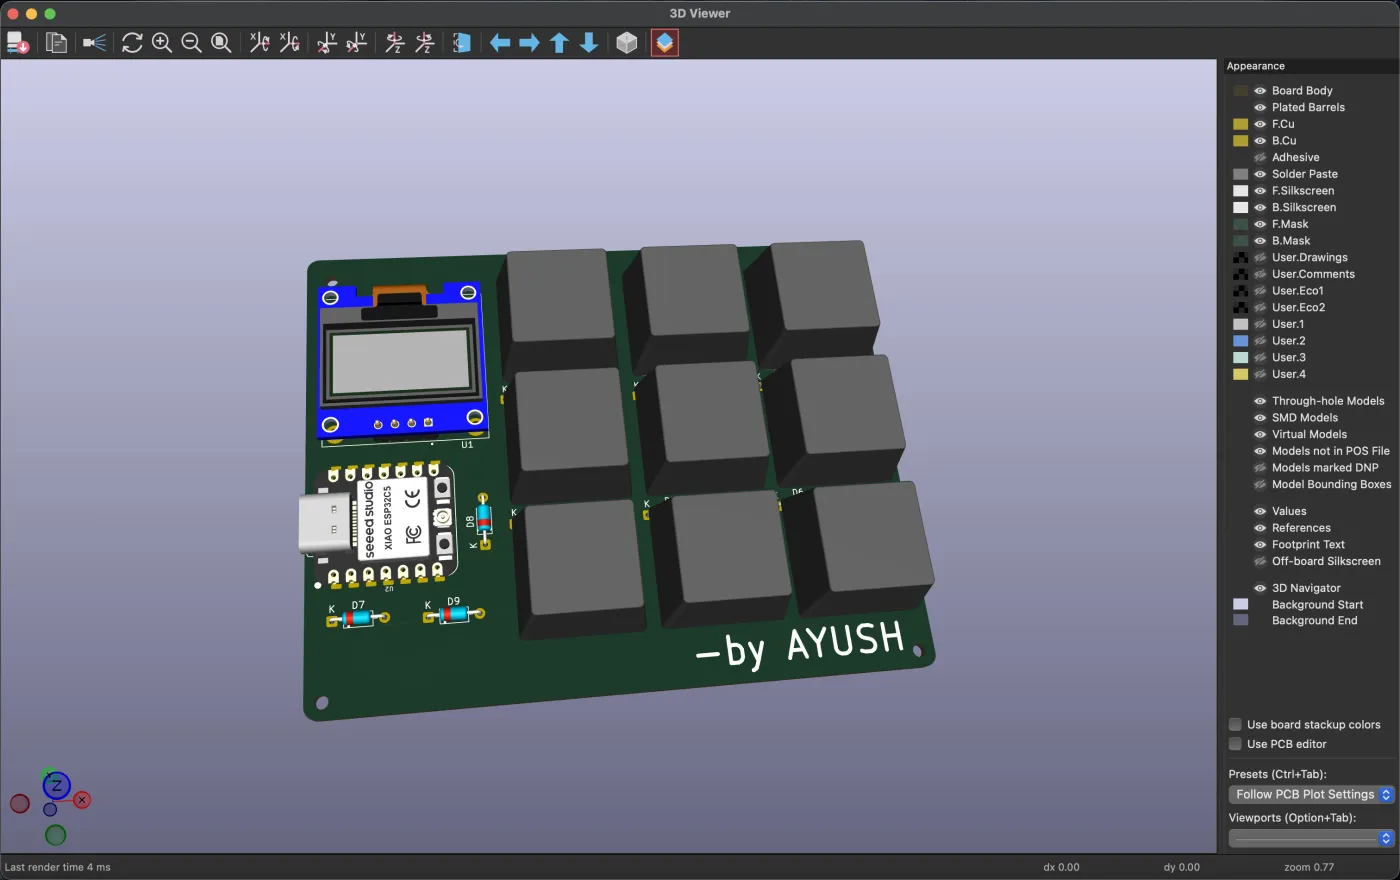 3D Viewer
Appearance
Board Body
Plated Barrels
F.Cu
B.Cu
Adhesive
Solder Paste
F.Silkscreen
B.Silkscreen
F.Mask
B.Mask
User.Drawings
User.Comments
User.Eco1
User.Eco2
User.1
User.2
User.3
User.4
Through-hole Models
SMD Models
Virtual Models
Models not in POS File
Models marked DNP
Model Bounding Boxes
Values
References
Footprint Text
Off-board Silkscreen
3D Navigator
Background Start
Background End
Use board stackup colors
Use PCB editor
Presets (Ctrl+Tab):
Follow PCB Plot Settings
Viewports (Option+Tab):
U1
K
K
K
K
K
D6
seeed studio
XIAO ESP32C5
FC CE
D8
K
U2
K D7
K D9
-by AYUSH
Z
X
Last render time 4 ms
dx 0.00
dy 0.00
zoom 0.77